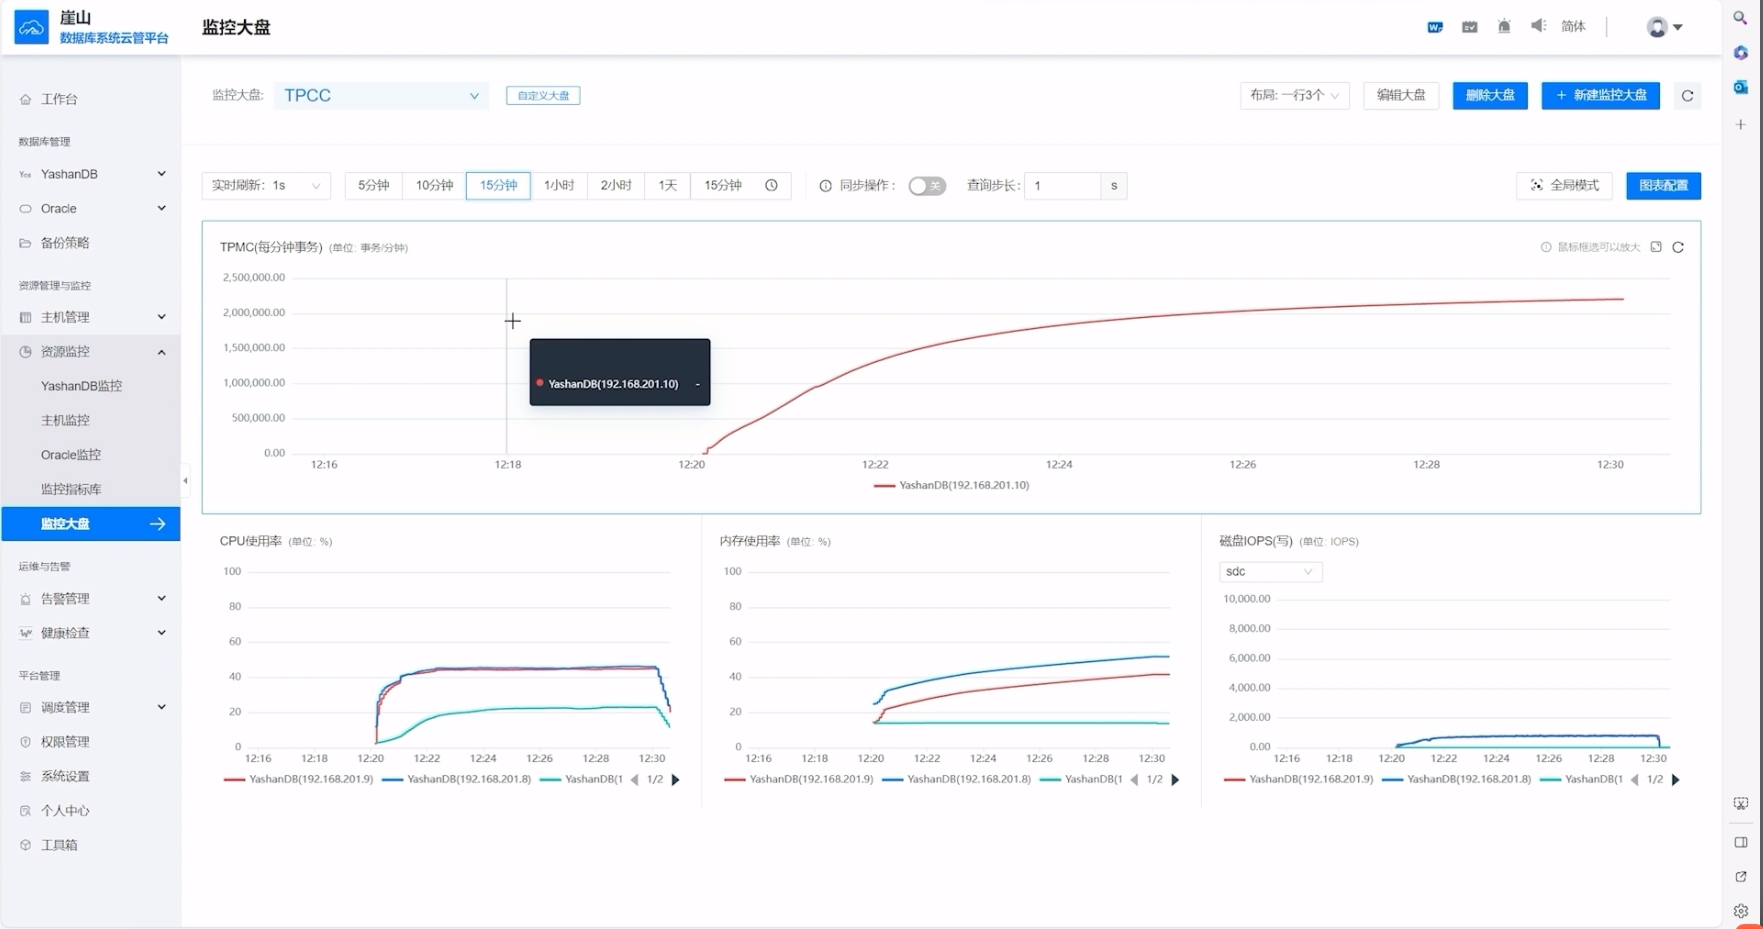 崖山
数据库系统云管平台
监控大盘
简体
工作台
数据库管理
YashanDB
Oracle
备份策略
资源管理与监控
主机管理
资源监控
YashanDB监控
主机监控
Oracle监控
监控指标库
监控大盘
运维与告警
告警管理
健康检查
平台管理
调度管理
权限管理
系统设置
个人中心
工具箱
监控大盘: TPCC 自定义大盘
布局: 一行3个 编辑大盘 删除大盘 + 新建监控大盘
实时刷新: 1s 5分钟 10分钟 15分钟 1小时 2小时 1天 15分钟 同步操作: 关 查询步长: 1 s 全局模式 图表配置
TPMC(每分钟事务) (单位: 事务/分钟) 鼠标框选可以放大
2,500,000.00
2,000,000.00
1,500,000.00
1,000,000.00
500,000.00
0.00
YashanDB(192.168.201.10) -
12:16 12:18 12:20 12:22 12:24 12:26 12:28 12:30
YashanDB(192.168.201.10)
CPU使用率 (单位: %)
100
80
60
40
20
0
12:16 12:18 12:20 12:22 12:24 12:26 12:28 12:30
YashanDB(192.168.201.9) YashanDB(192.168.201.8) YashanDB(1 1/2
内存使用率 (单位: %)
100
80
60
40
20
0
12:16 12:18 12:20 12:22 12:24 12:26 12:28 12:30
YashanDB(192.168.201.9) YashanDB(192.168.201.8) YashanDB(1 1/2
磁盘IOPS(写) (单位: IOPS)
sdc
10,000.00
8,000.00
6,000.00
4,000.00
2,000.00
0.00
12:16 12:18 12:20 12:22 12:24 12:26 12:28 12:30
YashanDB(192.168.201.9) YashanDB(192.168.201.8) YashanDB(1 1/2